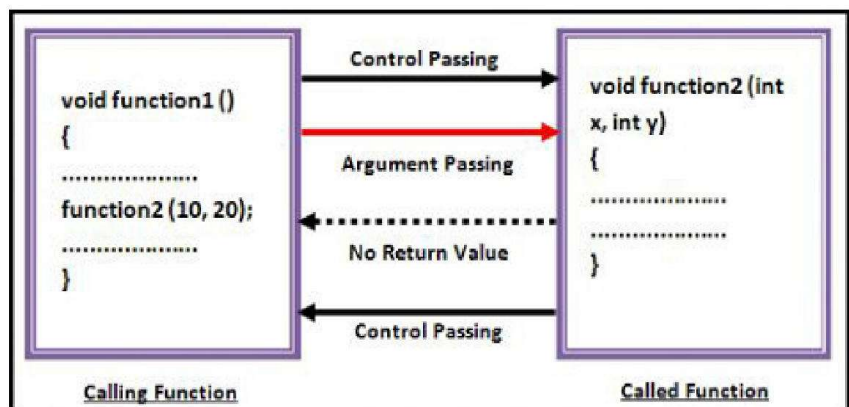 void function1 ()
{
.....................
function2 (10, 20);
.....................
}
Calling Function
Control Passing
Argument Passing
No Return Value
Control Passing
void function2 (int
x, int y)
{
.....................
.....................
}
Called Function